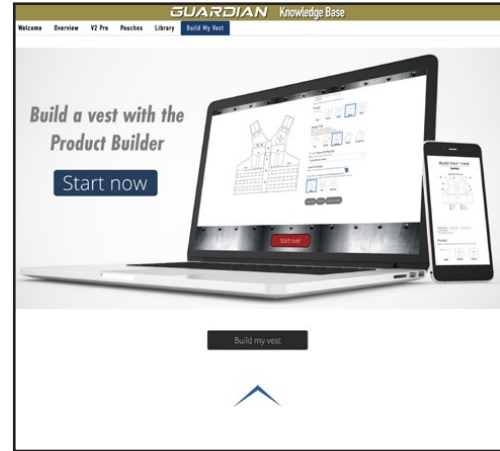 GUARDIAN Knowledge Base
Welcome Overview V2 Pro Pouches Library Build My Vest
Build a vest with the
Product Builder
Start now
Start over
Build my vest